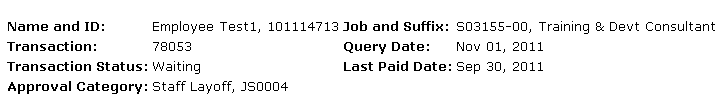 Name and ID: Employee Test1, 101114713 Job and Suffix: S03155-00, Training & Devt Consultant
Transaction: 78053 Query Date: Nov 01, 2011
Transaction Status: Waiting Last Paid Date: Sep 30, 2011
Approval Category: Staff Layoff, JS0004